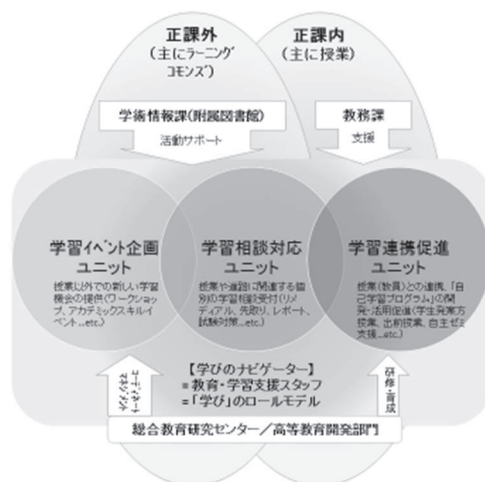 正課外
(主にラーニング
コモンズ)
正課内
(主に授業)
学術情報課(附属図書館)
活動サポート
教務課
支援
学習イベント企画
ユニット
授業以外での新しい学習
機会の提供(ワークショッ
プ、アカデミックスキルイ
ベント...etc.)
学習相談対応
ユニット
授業や進路に関連する個
別の学習相談受付(リメ
ディアル、先取り、レポート、
試験対策...etc.)
学習連携促進
ユニット
授業(教員)との連携、「自
己学習プログラム」の開
発・活用促進(学生発案方
授業、出前授業、自主ゼミ
支援...etc.)
コーディネート
マネジメント
【学びのナビゲーター】
=教育・学習支援スタッフ
=「学び」のロールモデル
研修・育成
総合教育研究センター/高等教育開発部門